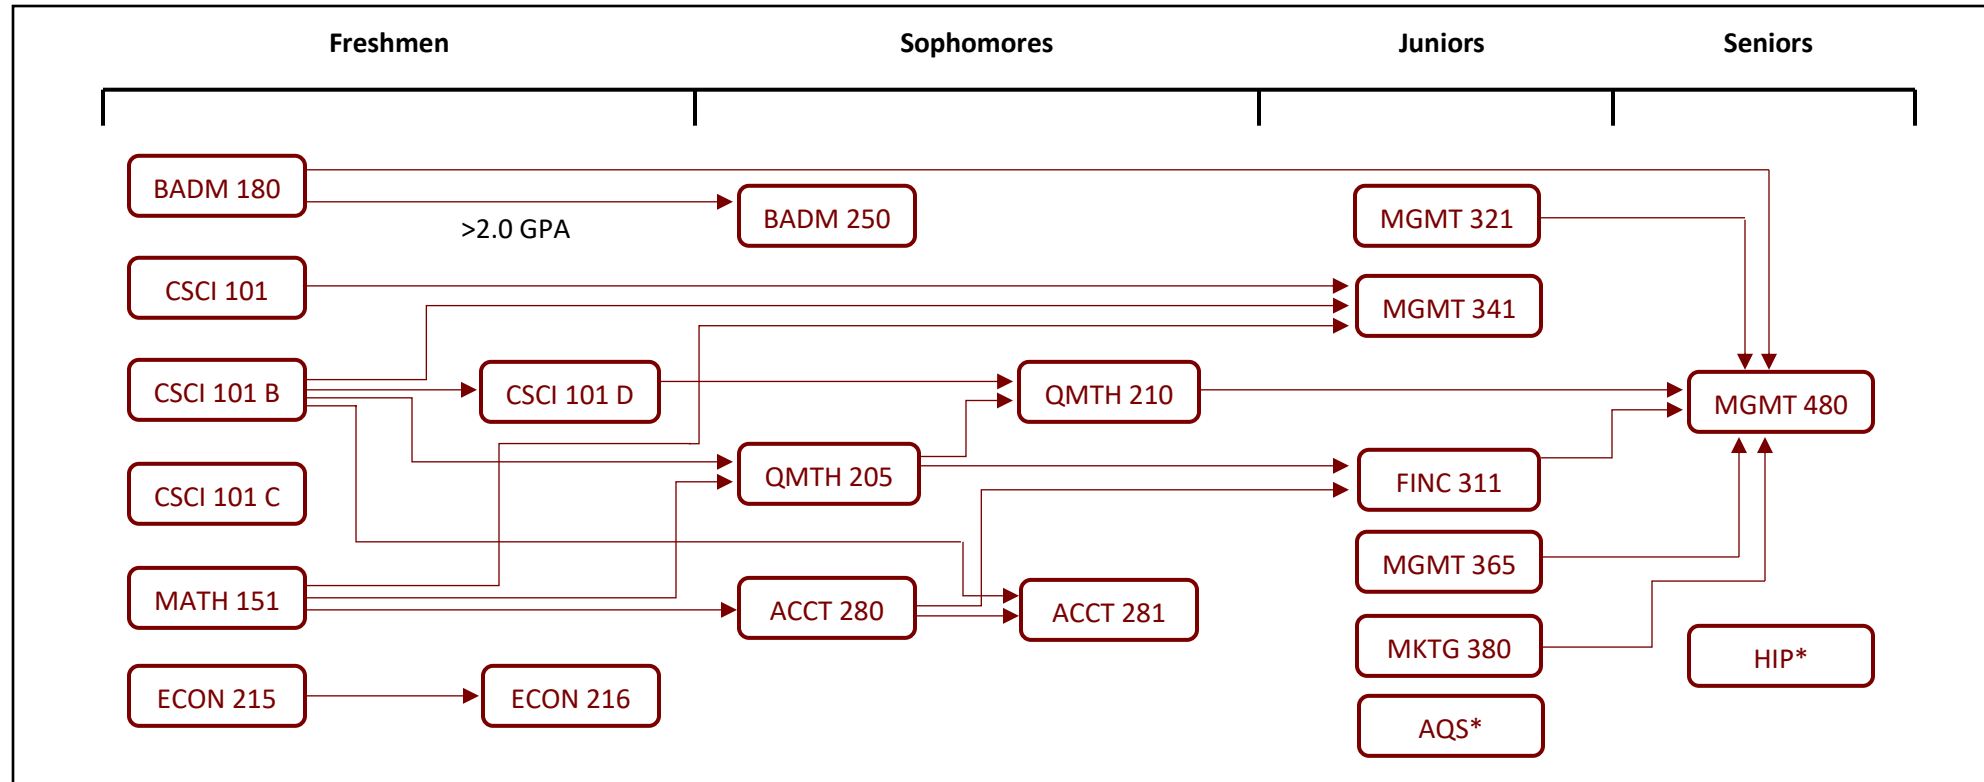 Freshmen
Sophomores
Juniors
Seniors
BADM 180
>2.0 GPA
BADM 250
MGMT 321
CSCI 101
MGMT 341
CSCI 101 B
CSCI 101 D
QMTH 210
MGMT 480
CSCI 101 C
QMTH 205
FINC 311
MGMT 365
MATH 151
ACCT 280
ACCT 281
MKTG 380
HIP*
ECON 215
ECON 216
AQS*